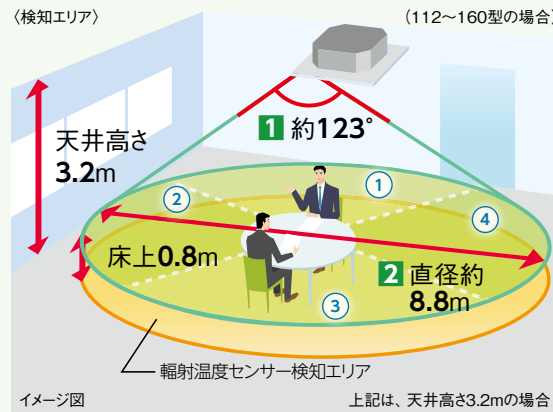 〈検知エリア〉
(112〜160型の場合)
1 約123°
天井高さ
3.2m
①
②
④
床上0.8m
2 直径約
8.8m
③
輻射温度センサー検知エリア
イメージ図
上記は、天井高さ3.2mの場合